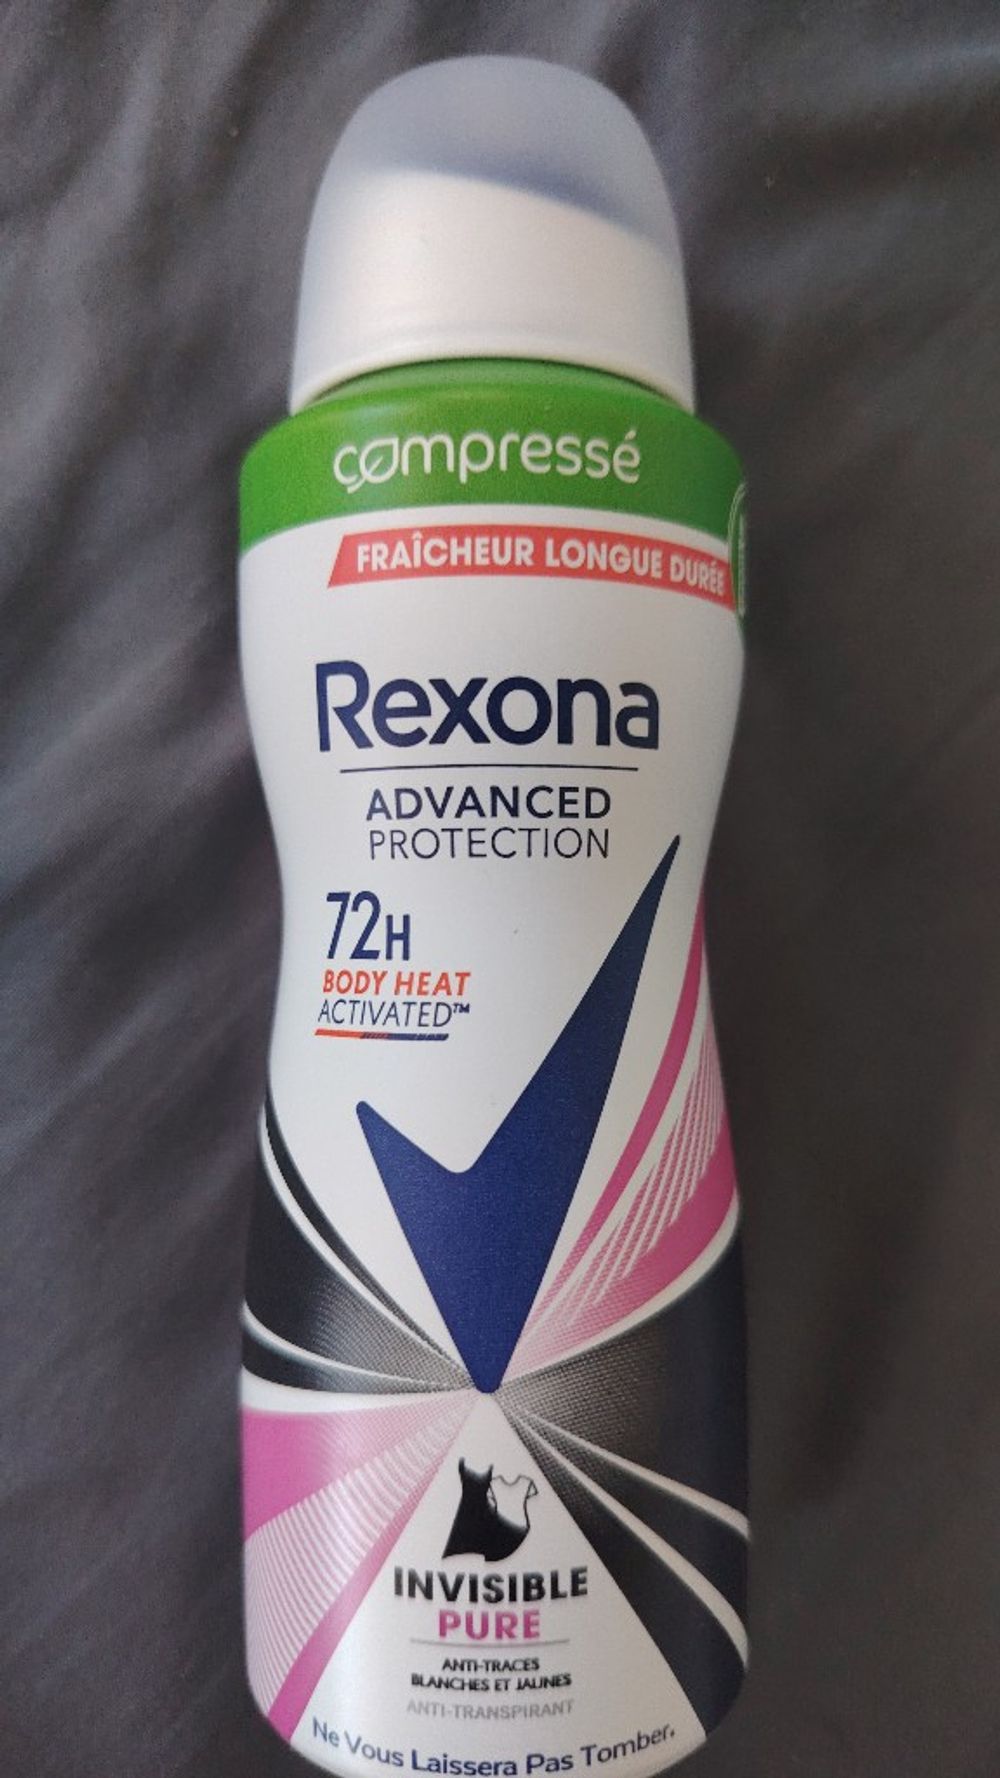 compressé
FRAÎCHEUR LONGUE DURÉE
Rexona
ADVANCED
PROTECTION
72H
BODY HEAT
ACTIVATED™
INVISIBLE
PURE
ANTI-TRACES
BLANCHES ET JAUNES
ANTI-TRANSPIRANT
Ne Vous Laissera Pas Tomber.